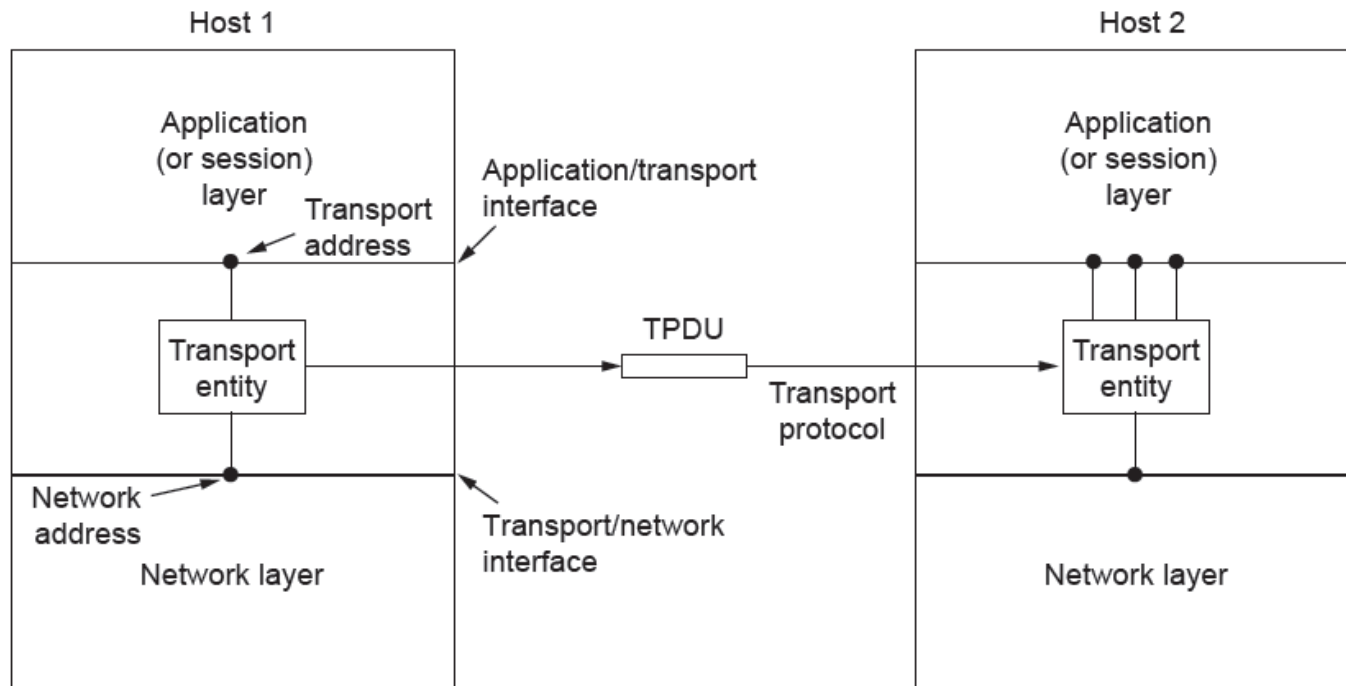 Host 1
Host 2
Application
(or session)
layer
Transport
address
Application/transport
interface
Application
(or session)
layer
Transport
entity
TPDU
Transport
protocol
Transport
entity
Network
address
Transport/network
interface
Network layer
Network layer